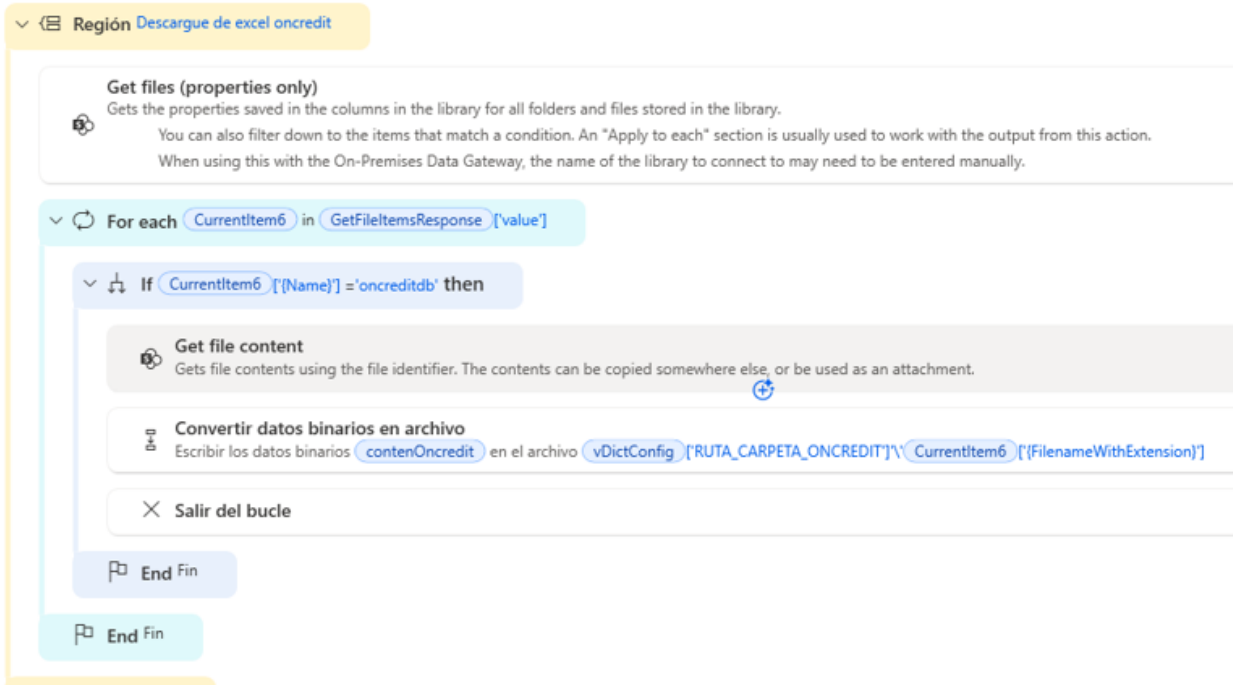 Región Descargue de excel oncredit
Get files (properties only)
Gets the properties saved in the columns in the library for all folders and files stored in the library.
You can also filter down to the items that match a condition. An "Apply to each" section is usually used to work with the output from this action.
When using this with the On-Premises Data Gateway, the name of the library to connect to may need to be entered manually.
For each CurrentItem6 in GetFileItemsResponse ['value']
If CurrentItem6 ['{Name}'] ='oncreditdb' then
Get file content
Gets file contents using the file identifier. The contents can be copied somewhere else, or be used as an attachment.
Convertir datos binarios en archivo
Escribir los datos binarios contenOncredit en el archivo vDictConfig ['RUTA_CARPETA_ONCREDIT']'\' CurrentItem6 ['{FilenameWithExtension}']
Salir del bucle
End Fin
End Fin